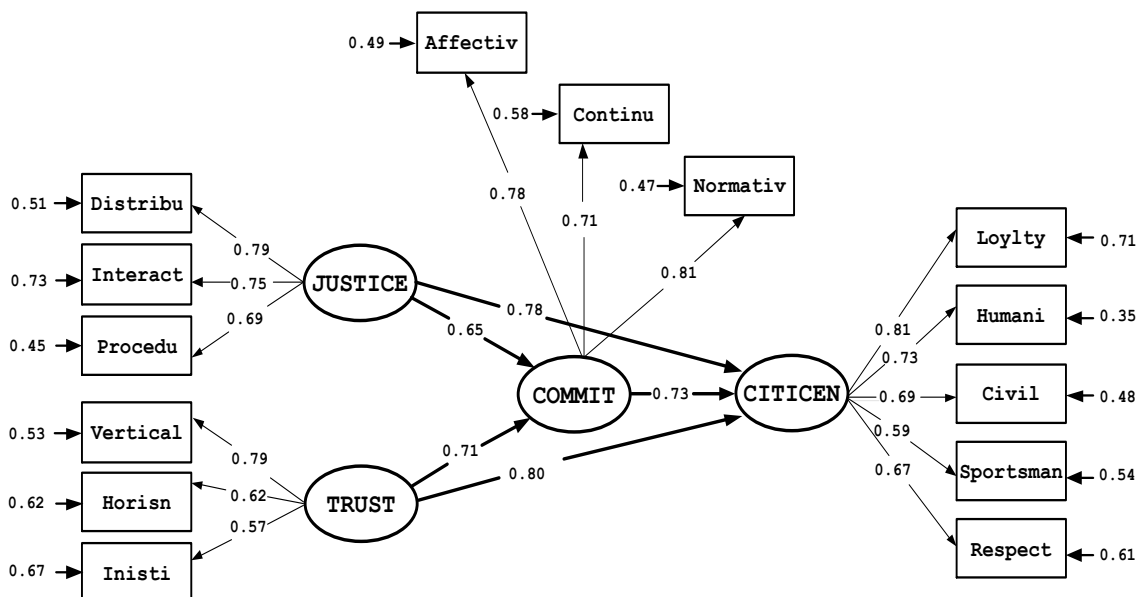 0.49
Affectiv
0.58
Continu
0.47
Normativ
0.78
0.71
0.81
0.51
Distribu
0.73
Interact
0.45
Procedu
0.79
0.75
0.69
JUSTICE
0.78
0.65
COMMIT
0.73
CITICEN
0.53
Vertical
0.62
Horisn
0.67
Inisti
0.79
0.62
0.57
TRUST
0.71
0.80
0.81
0.73
0.69
0.59
0.67
Loylty
0.71
Humani
0.35
Civil
0.48
Sportsman
0.54
Respect
0.61